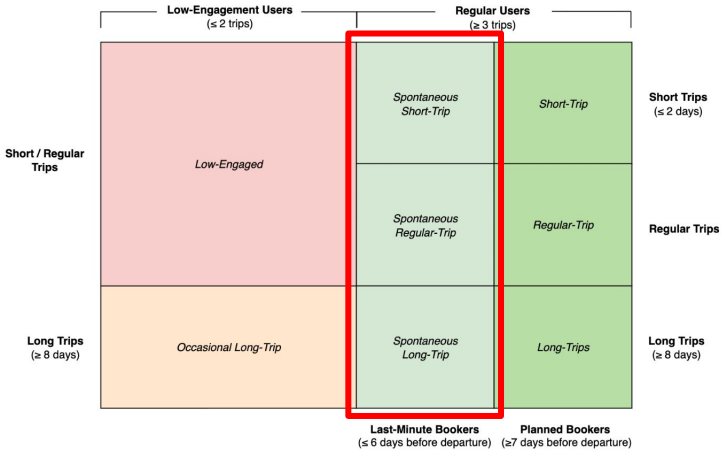 Low-Engagement Users
(≤ 2 trips)
Regular Users
(≥ 3 trips)
Short / Regular
Trips
Low-Engaged
Spontaneous
Short-Trip
Short-Trip
Short Trips
(≤ 2 days)
Spontaneous
Regular-Trip
Regular-Trip
Regular Trips
Long Trips
(≥ 8 days)
Occasional Long-Trip
Spontaneous
Long-Trip
Long-Trips
Long Trips
(≥ 8 days)
Last-Minute Bookers
(≤ 6 days before departure)
Planned Bookers
(≥7 days before departure)